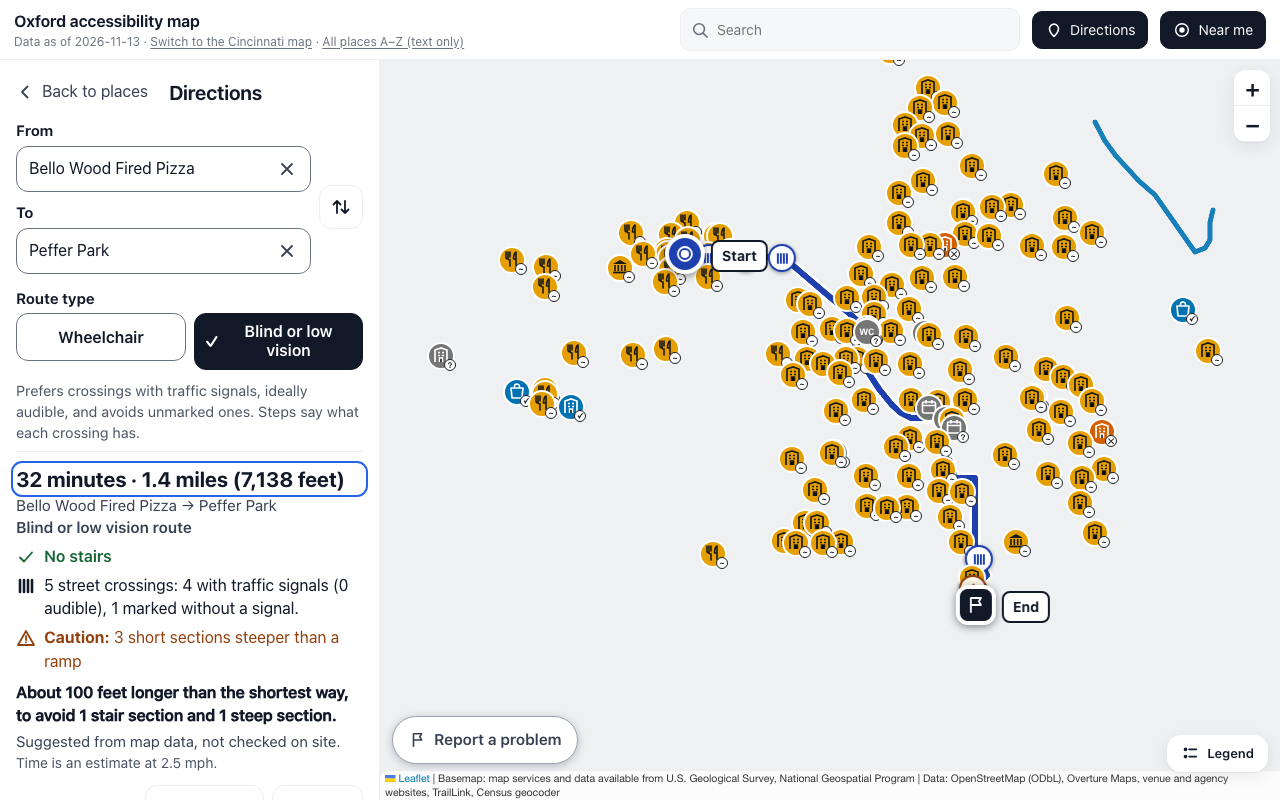 Oxford accessibility map
Data as of 2026-11-13 · Switch to the Cincinnati map · All places A–Z (text only)
Search
Directions
Near me
Back to places
Directions
From
Bello Wood Fired Pizza
To
Peffer Park
Route type
Wheelchair
Blind or low
vision
Prefers crossings with traffic signals, ideally
audible, and avoids unmarked ones. Steps say what
each crossing has.
32 minutes · 1.4 miles (7,138 feet)
Bello Wood Fired Pizza → Peffer Park
Blind or low vision route
No stairs
5 street crossings: 4 with traffic signals (0
audible), 1 marked without a signal.
Caution: 3 short sections steeper than a
ramp
About 100 feet longer than the shortest way,
to avoid 1 stair section and 1 steep section.
Suggested from map data, not checked on site.
Time is an estimate at 2.5 mph.
+
−
Start
WC
End
Report a problem
Legend
Leaflet | Basemap: map services and data available from U.S. Geological Survey, National Geospatial Program | Data: OpenStreetMap (ODbL), Overture Maps, venue and agency
websites, TrailLink, Census geocoder